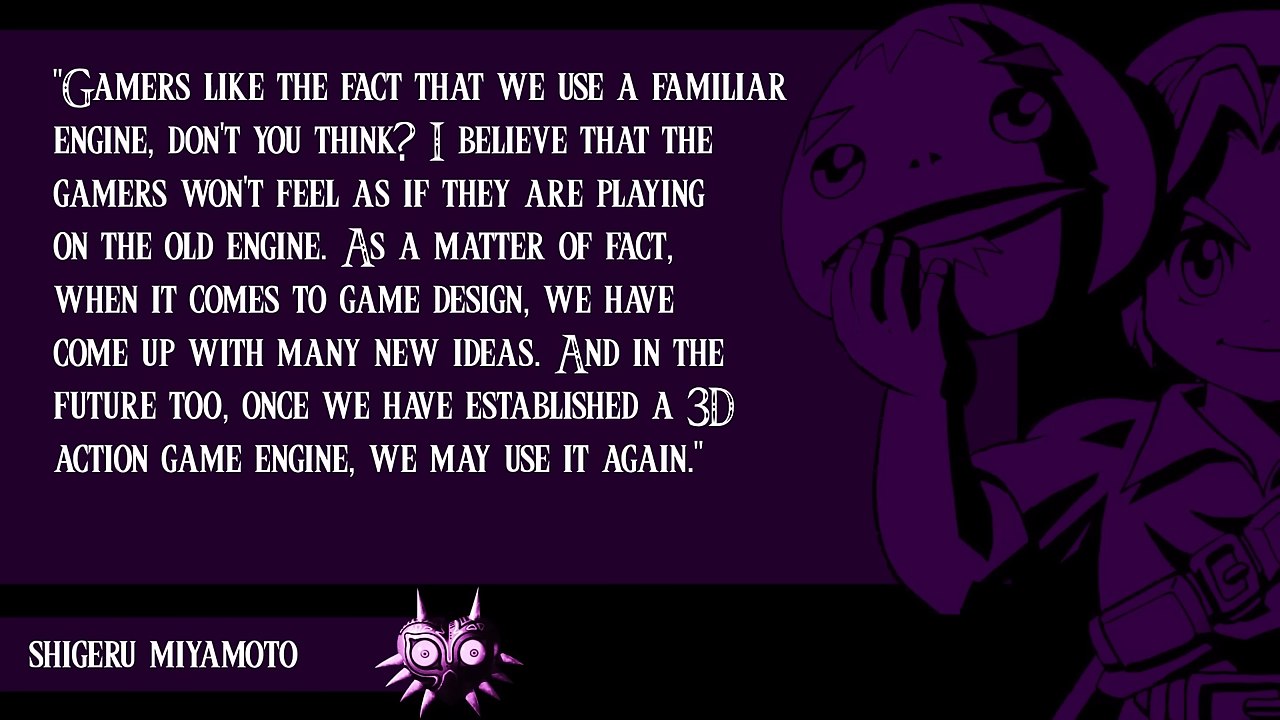 "Gamers like the fact that we use a familiar
engine, don't you think? I believe that the
gamers won't feel as if they are playing
on the old engine. As a matter of fact,
when it comes to game design, we have
come up with many new ideas. And in the
future too, once we have established a 3D
action game engine, we may use it again."
Shigeru Miyamoto